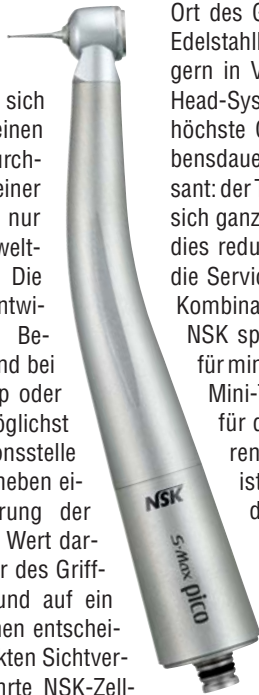 sich
einen
urch-
einer
nur
welt-
Die
ntwi-
Be-
nd bei
p oder
öglichst
onsstelle
neben ei-
rung der
Wert dar-
r des Griff-
und auf ein
nen entschei-
kten Sichtver-
hrte NSK-Zell-
NSK
S-Max pico
Ort des G
Edelstahl
gern in V
Head-Sys
höchste
bensdaue
sant: der T
sich ganz
dies redu
die Servic
Kombina
NSK sp
für min
Mini-T
für d
ren
ist
d